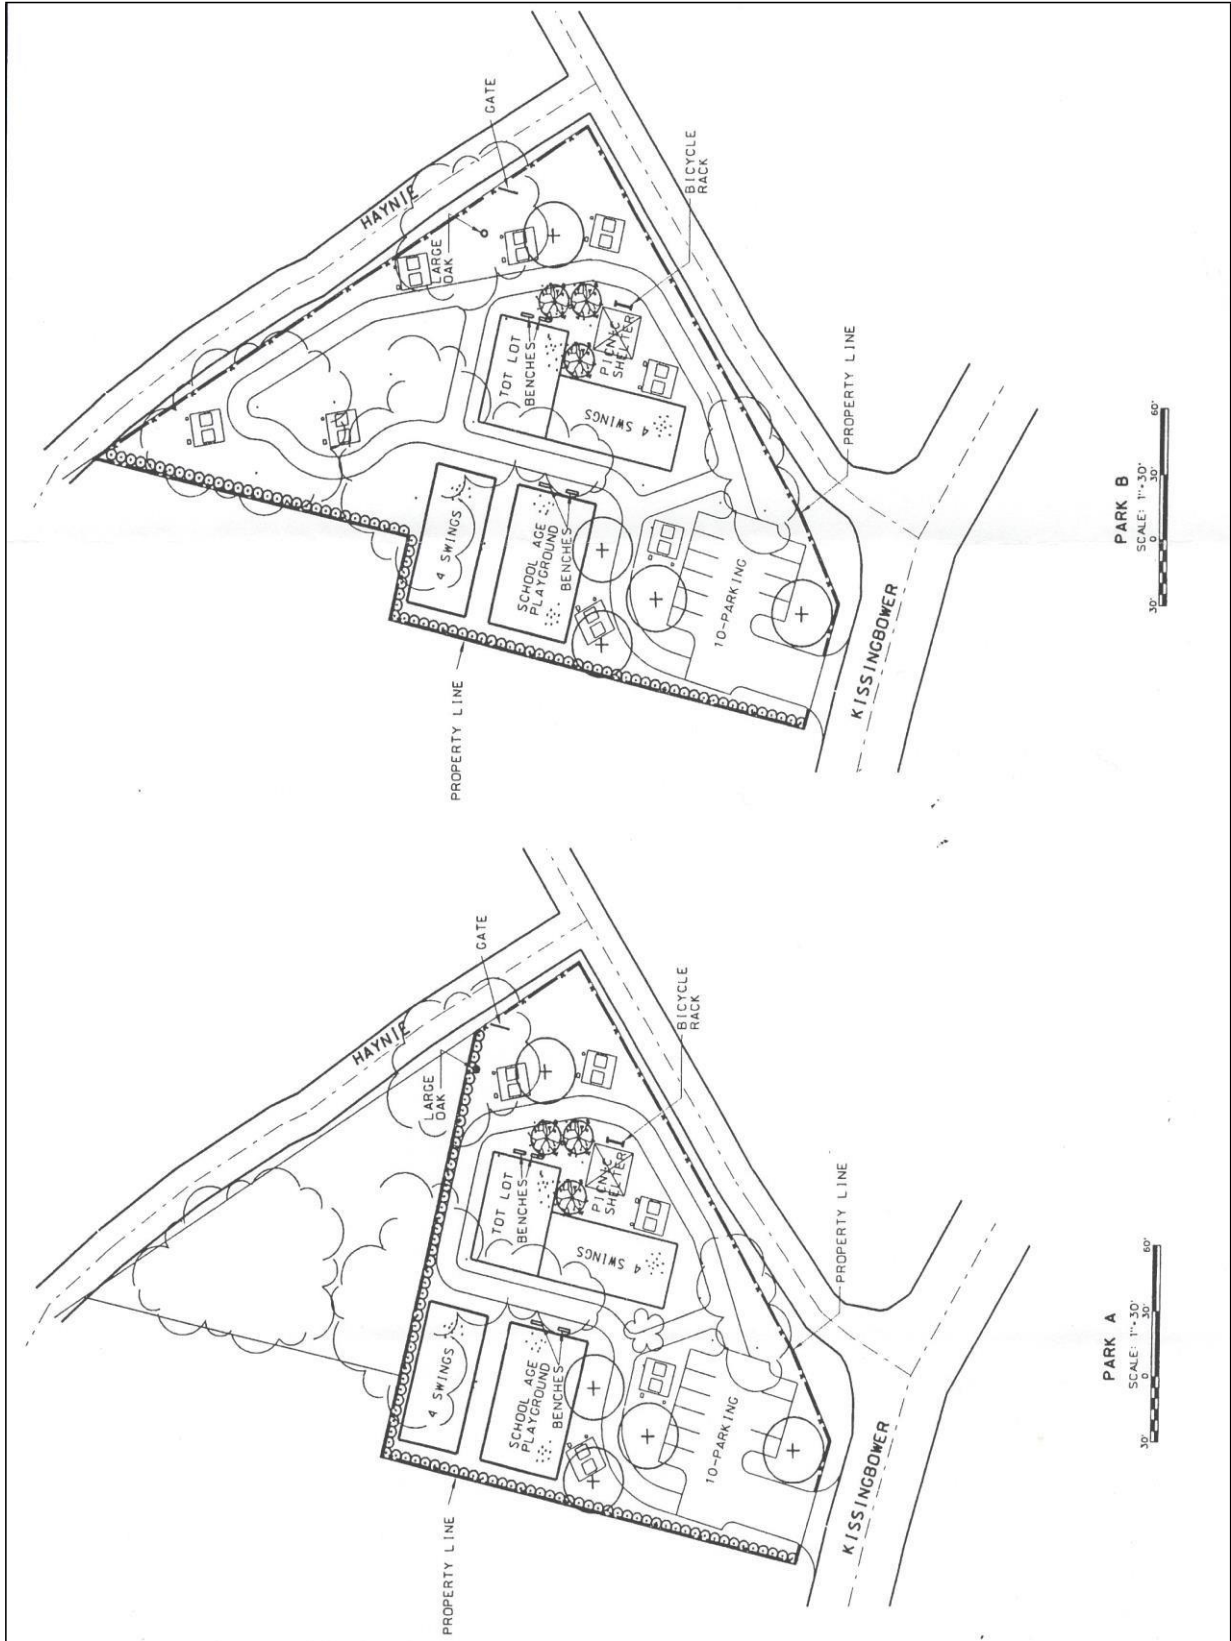 HAYNIE
GATE
LARGE
OAK
BICYCLE
RACK
TOT LOT
BENCHES
PICNIC
SHELTER
4 SWINGS
4 SWINGS
SCHOOL AGE
PLAYGROUND
BENCHES
PROPERTY LINE
10-PARKING
PROPERTY LINE
KISSINGBOWER
PARK B
SCALE: 1"-30'
30' 0 30' 60'
HAYNIE
GATE
LARGE
OAK
BICYCLE
RACK
TOT LOT
BENCHES
PICNIC
SHELTER
4 SWINGS
4 SWINGS
SCHOOL AGE
PLAYGROUND
BENCHES
PROPERTY LINE
10-PARKING
PROPERTY LINE
KISSINGBOWER
PARK A
SCALE: 1"-30'
30' 0 30' 60'